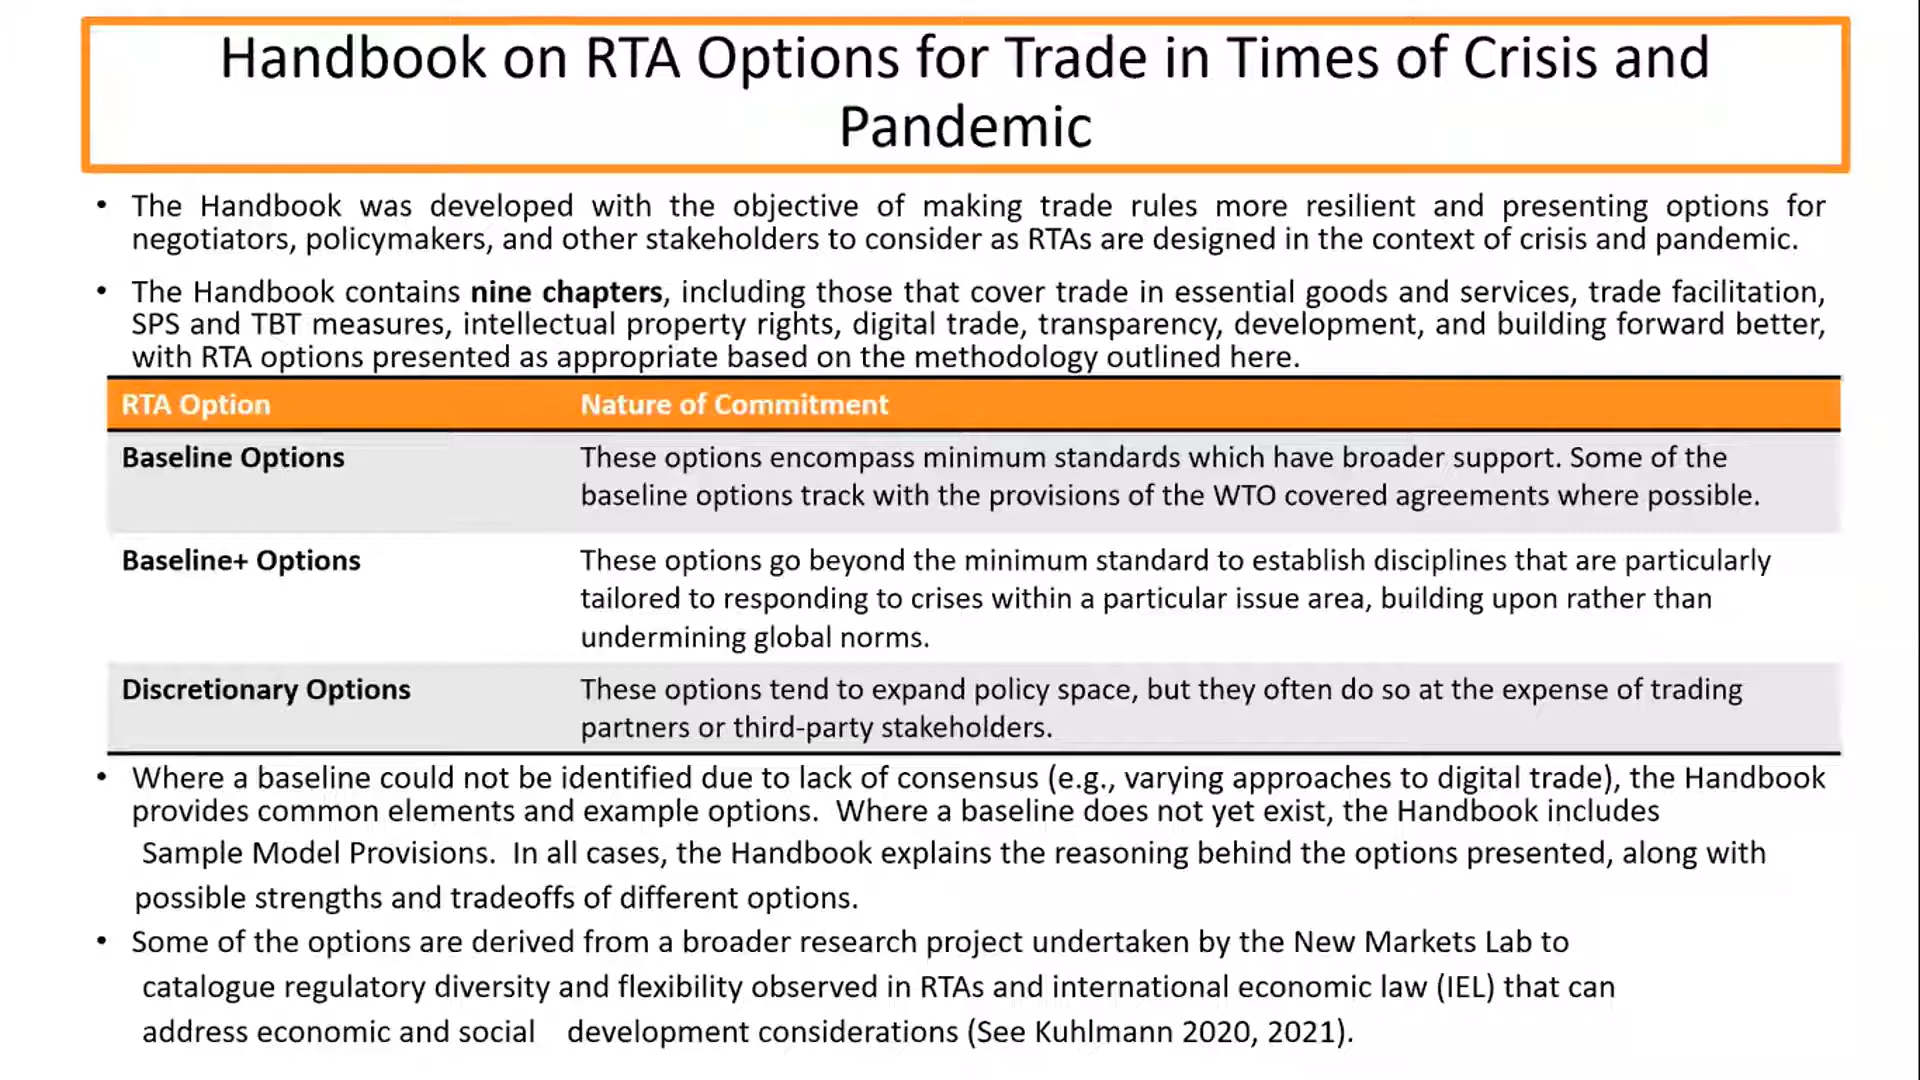 Handbook on RTA Options for Trade in Times of Crisis and
Pandemic
• The Handbook was developed with the objective of making trade rules more resilient and presenting options for
negotiators, policymakers, and other stakeholders to consider as RTAs are designed in the context of crisis and pandemic.
• The Handbook contains nine chapters, including those that cover trade in essential goods and services, trade facilitation,
SPS and TBT measures, intellectual property rights, digital trade, transparency, development, and building forward better,
with RTA options presented as appropriate based on the methodology outlined here.
RTA Option Nature of Commitment
Baseline Options These options encompass minimum standards which have broader support. Some of the
baseline options track with the provisions of the WTO covered agreements where possible.
Baseline+ Options These options go beyond the minimum standard to establish disciplines that are particularly
tailored to responding to crises within a particular issue area, building upon rather than
undermining global norms.
Discretionary Options These options tend to expand policy space, but they often do so at the expense of trading
partners or third-party stakeholders.
• Where a baseline could not be identified due to lack of consensus (e.g., varying approaches to digital trade), the Handbook
provides common elements and example options. Where a baseline does not yet exist, the Handbook includes
Sample Model Provisions. In all cases, the Handbook explains the reasoning behind the options presented, along with
possible strengths and tradeoffs of different options.
• Some of the options are derived from a broader research project undertaken by the New Markets Lab to
catalogue regulatory diversity and flexibility observed in RTAs and international economic law (IEL) that can
address economic and social development considerations (See Kuhlmann 2020, 2021).